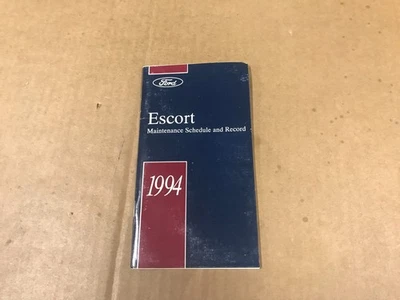 Ford
Escort
Maintenance Schedule and Record
1994